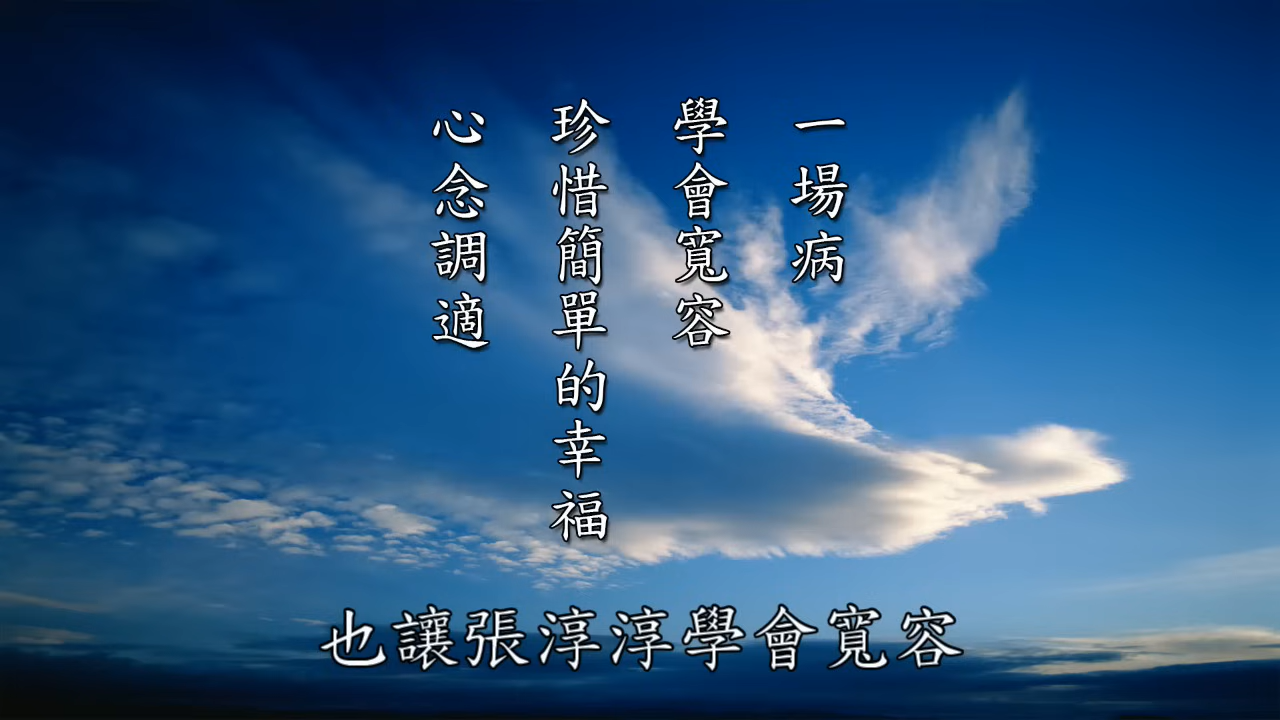 一場病
學會寬容
珍惜簡單的幸福
心念調適
也讓張淳淳學會寬容